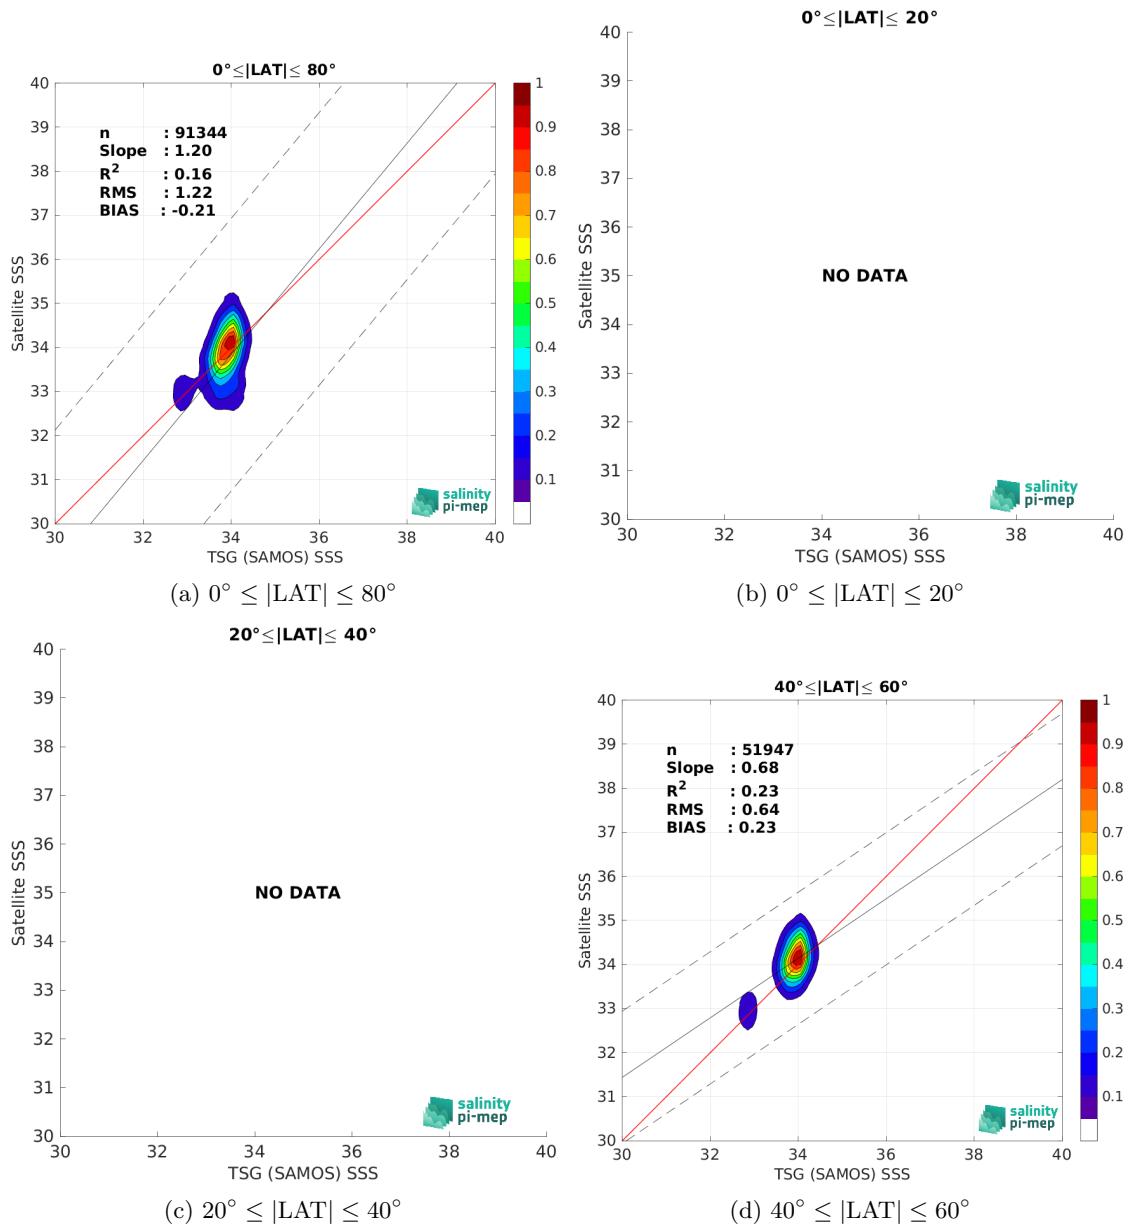 0°≤|LAT|≤ 80°
40
39
38
37
36
35
34
33
32
31
30
Satellite SSS
n : 91344
Slope : 1.20
R² : 0.16
RMS : 1.22
BIAS : -0.21
salinity
pi-mep
30 32 34 36 38 40
TSG (SAMOS) SSS
1
0.9
0.8
0.7
0.6
0.5
0.4
0.3
0.2
0.1
(a) 0° ≤ |LAT| ≤ 80°
0°≤|LAT|≤ 20°
40
39
38
37
36
35
34
33
32
31
30
Satellite SSS
NO DATA
salinity
pi-mep
30 32 34 36 38 40
TSG (SAMOS) SSS
(b) 0° ≤ |LAT| ≤ 20°
20°≤|LAT|≤ 40°
40
39
38
37
36
35
34
33
32
31
30
Satellite SSS
NO DATA
salinity
pi-mep
30 32 34 36 38 40
TSG (SAMOS) SSS
(c) 20° ≤ |LAT| ≤ 40°
40°≤|LAT|≤ 60°
40
39
38
37
36
35
34
33
32
31
30
Satellite SSS
n : 51947
Slope : 0.68
R² : 0.23
RMS : 0.64
BIAS : 0.23
salinity
pi-mep
30 32 34 36 38 40
TSG (SAMOS) SSS
1
0.9
0.8
0.7
0.6
0.5
0.4
0.3
0.2
0.1
(d) 40° ≤ |LAT| ≤ 60°